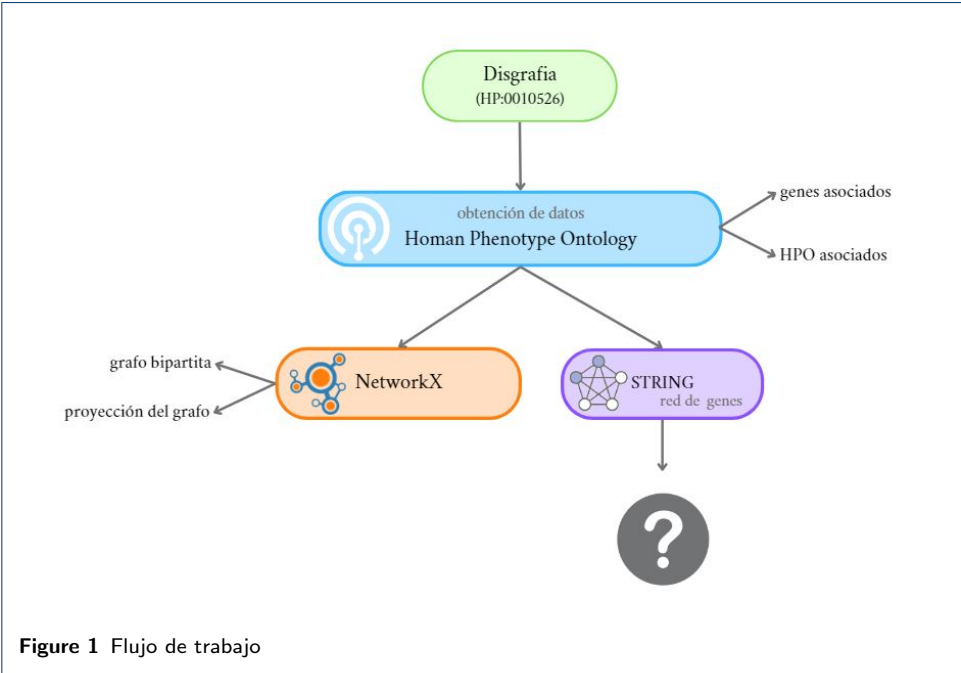 Disgrafia
(HP:0010526)
obtención de datos
Homan Phenotype Ontology
genes asociados
HPO asociados
grafo bipartita
proyección del grafo
NetworkX
STRING
red de genes
?
Figure 1 Flujo de trabajo